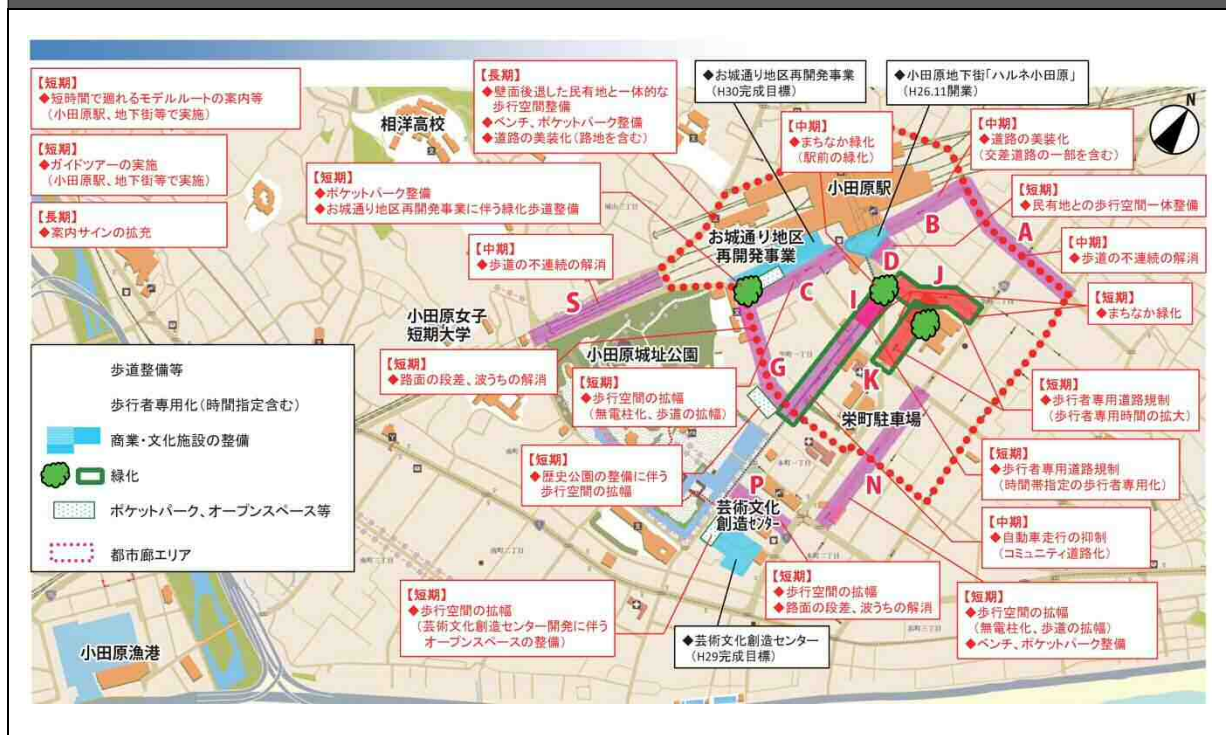 【短期】
◆短時間で廻れるモデルルートの案内等
(小田原駅、地下街等で実施)
【短期】
◆ガイドツアーの実施
(小田原駅、地下街等で実施)
【長期】
◆案内サインの拡充
相洋高校
【長期】
◆壁面後退した民有地と一体的な
歩行空間整備
◆ベンチ、ポケットパーク整備
◆道路の美装化(路地を含む)
◆お城通り地区再開発事業
(H30完成目標)
◆小田原地下街「ハルネ小田原」
(H26.11開業)
【中期】
◆まちなか緑化
(駅前の緑化)
【中期】
◆道路の美装化
(交差道路の一部を含む)
N
【短期】
◆ポケットパーク整備
◆お城通り地区再開発事業に伴う緑化歩道整備
小田原駅
【短期】
◆民有地との歩行空間一体整備
【中期】
◆歩道の不連続の解消
お城通り地区
再開発事業
B
A
【中期】
◆歩道の不連続の解消
D
C
J
I
S
【短期】
◆まちなか緑化
小田原女子
短期大学
小田原城址公園
G
K
【短期】
◆路面の段差、波うちの解消
【短期】
◆歩行空間の拡幅
(無電柱化、歩道の拡幅)
【短期】
◆歩行者専用道路規制
(歩行者専用時間の拡大)
栄町駐車場
歩道整備等
歩行者専用化(時間指定含む)
商業・文化施設の整備
緑化
ポケットパーク、オープンスペース等
都市廊エリア
【短期】
◆歴史公園の整備に伴う
歩行空間の拡幅
【短期】
◆歩行者専用道路規制
(時間帯指定の歩行者専用化)
P
N
芸術文化
創造センター
【中期】
◆自動車走行の抑制
(コミュニティ道路化)
【短期】
◆歩行空間の拡幅
(芸術文化創造センター開発に伴う
オープンスペースの整備)
【短期】
◆歩行空間の拡幅
◆路面の段差、波うちの解消
【短期】
◆歩行空間の拡幅
(無電柱化、歩道の拡幅)
◆ベンチ、ポケットパーク整備
◆芸術文化創造センター
(H29完成目標)
小田原漁港